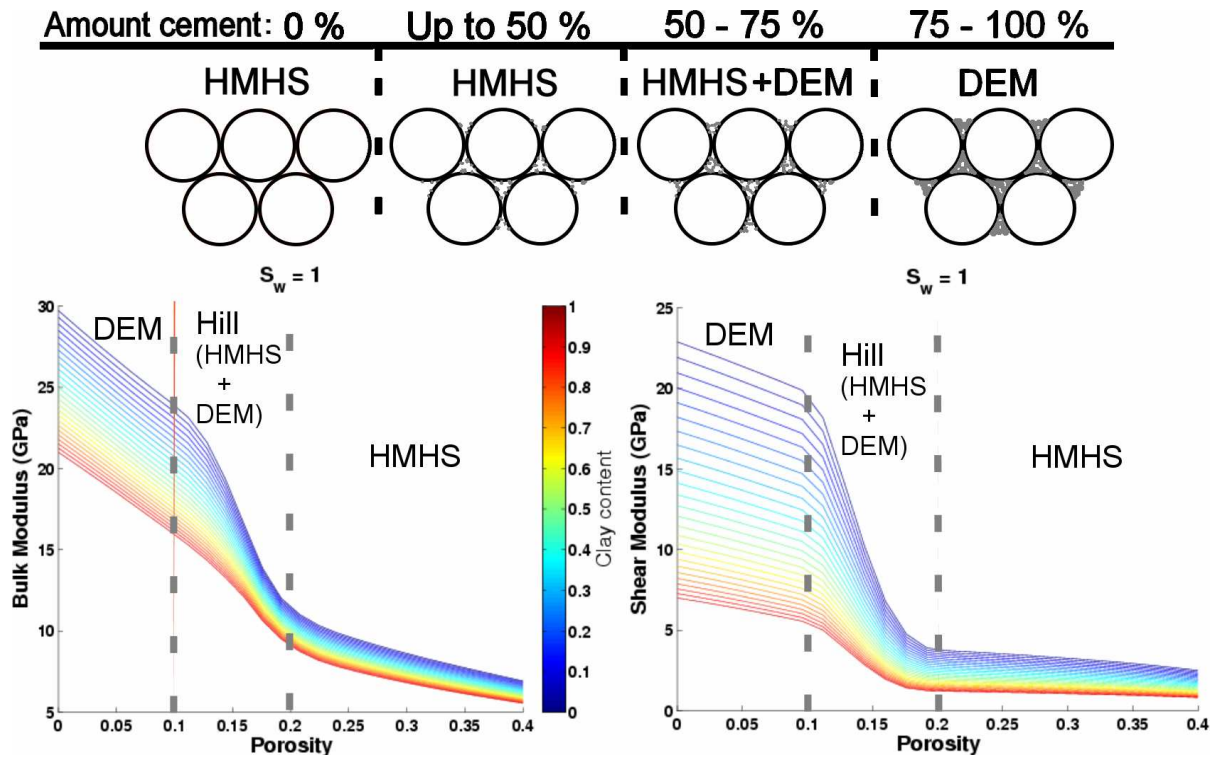 Amount cement: 0 %
Up to 50 %
50 - 75 %
75 - 100 %
HMHS
HMHS
HMHS+DEM
DEM
S_w = 1
30
25
20
15
10
5
Bulk Modulus (GPa)
DEM
Hill
(HMHS
+
DEM)
HMHS
0
0.05
0.1
0.15
0.2
0.25
0.3
0.35
0.4
Porosity
1
0.9
0.8
0.7
0.6
0.5
0.4
0.3
0.2
0.1
0
Clay content
S_w = 1
25
20
15
10
5
0
Shear Modulus (GPa)
DEM
Hill
(HMHS
+
DEM)
HMHS
0
0.05
0.1
0.15
0.2
0.25
0.3
0.35
0.4
Porosity